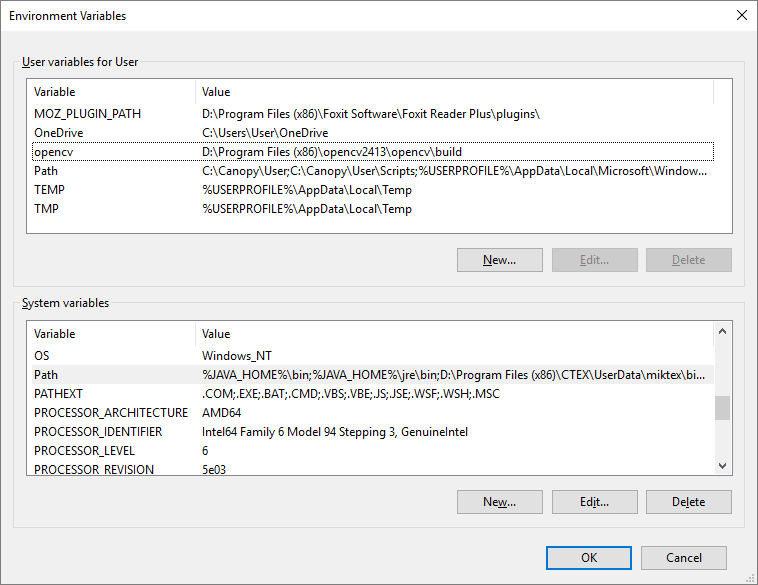 Environment Variables
User variables for User
Variable Value
MOZ_PLUGIN_PATH D:\Program Files (x86)\Foxit Software\Foxit Reader Plus\plugins\
OneDrive C:\Users\User\OneDrive
opencv D:\Program Files (x86)\opencv2413\opencv\build
Path C:\Canopy\User;C:\Canopy\User\Scripts;%USERPROFILE%\AppData\Local\Microsoft\Window...
TEMP %USERPROFILE%\AppData\Local\Temp
TMP %USERPROFILE%\AppData\Local\Temp
New... Edit... Delete
System variables
Variable Value
OS Windows_NT
Path %JAVA_HOME%\bin;%JAVA_HOME%\jre\bin;D:\Program Files (x86)\CTEX\UserData\miktex\bi...
PATHEXT .COM;.EXE;.BAT;.CMD;.VBS;.VBE;.JS;.JSE;.WSF;.WSH;.MSC
PROCESSOR_ARCHITECTURE AMD64
PROCESSOR_IDENTIFIER Intel64 Family 6 Model 94 Stepping 3, GenuineIntel
PROCESSOR_LEVEL 6
PROCESSOR_REVISION 5e03
New... Edit... Delete
OK Cancel